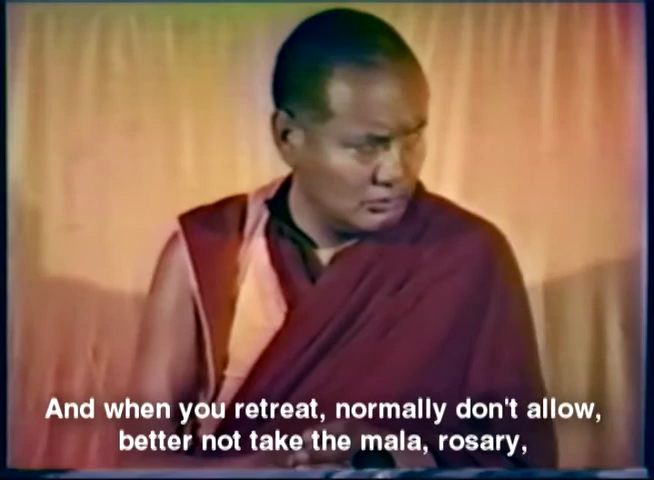 And when you retreat, normally don't allow,
better not take the mala, rosary,